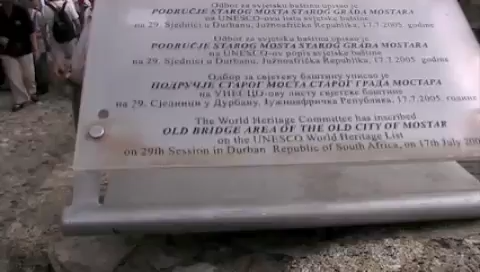 Odbor za svjetsku baštinu upisao je
PODRUČJE STAROG MOSTA STAROG GRADA MOSTARA
na UNESCO-ovu listu svjetske baštine
na 29. Sjednici u Durbanu, Južnoafrička Republika, 17.7.2005. godine
Odbor za svjetsku baštinu upisao je
PODRUČJE STAROG MOSTA STAROG GRADA MOSTARA
na UNESCO-ov popis svjetske baštine
na 29. Sjednici u Durbanu, Južnoafrička Republika, 17.7.2005. godine
Одбор за свјетску баштину уписао је
ПОДРУЧЈЕ СТАРОГ МОСТА СТАРОГ ГРАДА МОСТАРА
на УНЕСЦО-ову листу свјетске баштине
на 29. Сједници у Дурбану, Јужноафричка Република, 17.7.2005. године
The World Heritage Committee has inscribed
OLD BRIDGE AREA OF THE OLD CITY OF MOSTAR
on the UNESCO World Heritage List
on 29th Session in Durban Republic of South Africa, on 17th July